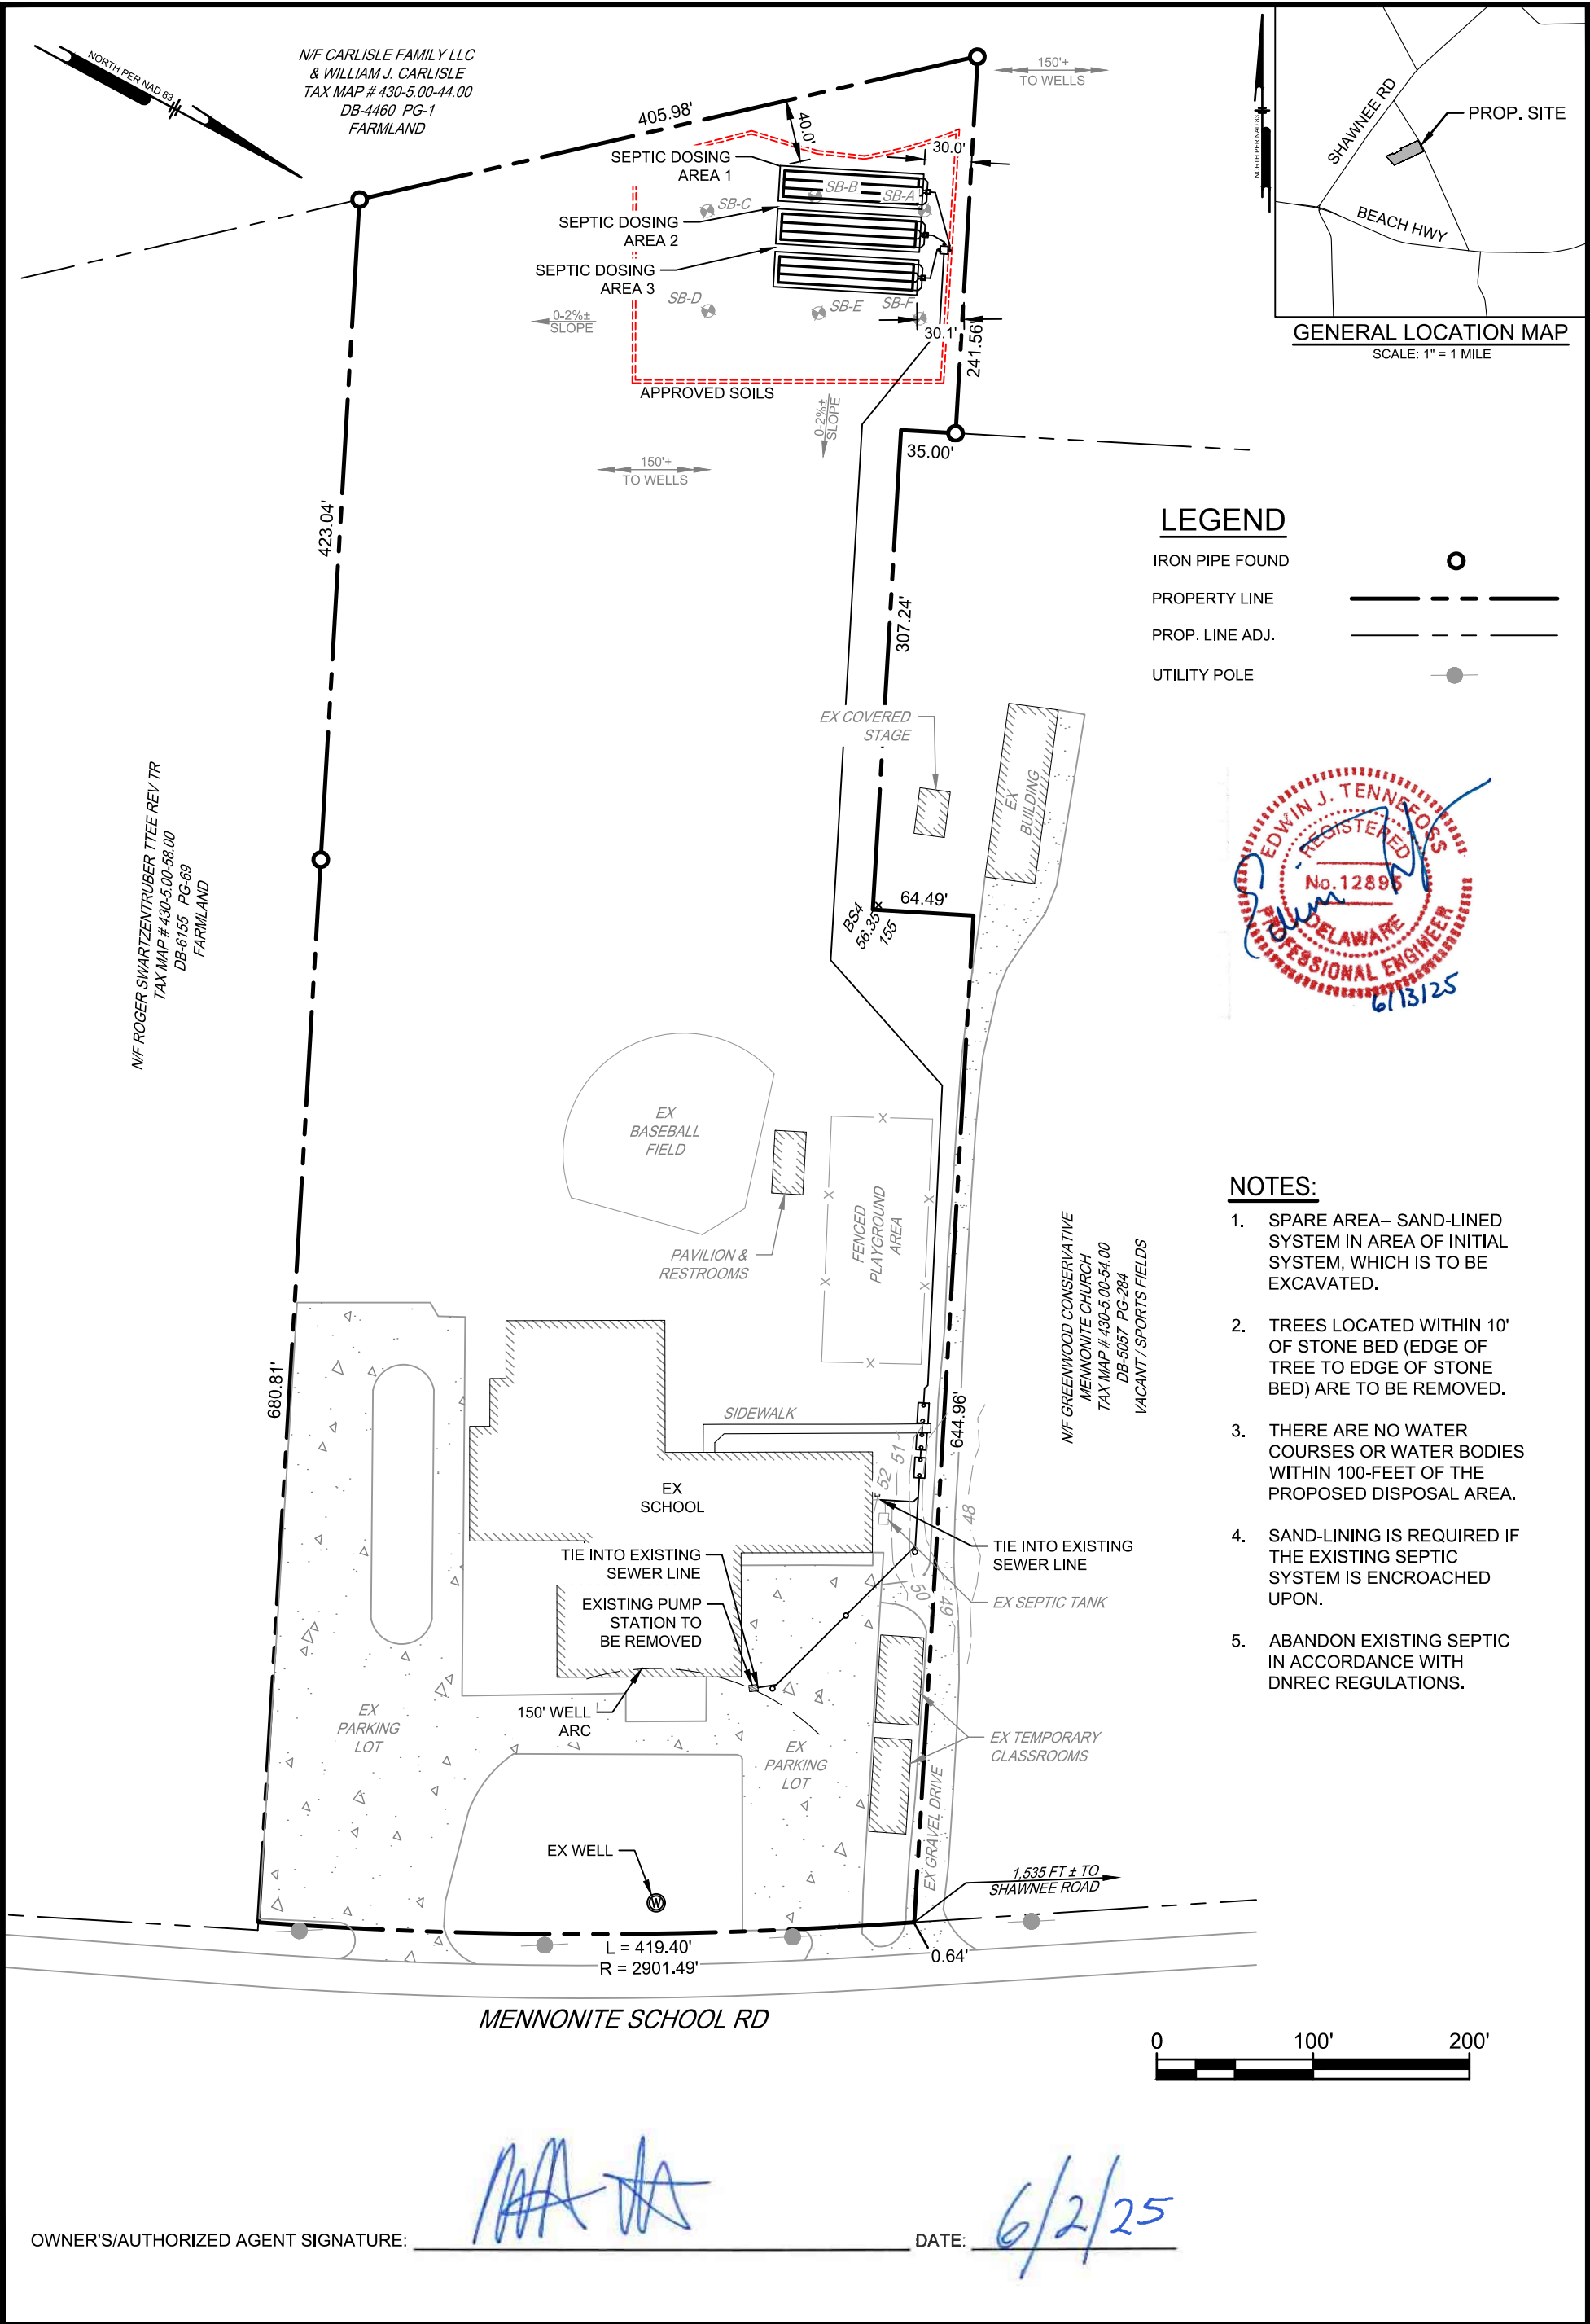 NORTH PER NAD 83
N/F CARLISLE FAMILY LLC
& WILLIAM J. CARLISLE
TAX MAP # 430-5.00-44.00
DB-4460 PG-1
FARMLAND
405.98'
40.0'
150'+
TO WELLS
NORTH PER NAD 83
SHAWNEE RD
PROP. SITE
BEACH HWY
GENERAL LOCATION MAP
SCALE: 1" = 1 MILE
SEPTIC DOSING
AREA 1
30.0'
SB-B
SB-A
SB-C
SEPTIC DOSING
AREA 2
SEPTIC DOSING
AREA 3
SB-D
SB-E
SB-F
0-2%±
SLOPE
30.1'
241.56'
APPROVED SOILS
0-2%±
SLOPE
35.00'
150'+
TO WELLS
423.04'
307.24'
LEGEND
IRON PIPE FOUND
PROPERTY LINE
PROP. LINE ADJ.
UTILITY POLE
EX COVERED
STAGE
EX
BUILDING
N/F ROGER SWARTZENTRUBER TTEE REV TR
TAX MAP # 430-5.00-58.00
DB-6155 PG-69
FARMLAND
EDWIN J. TENNEFOSS
REGISTERED
No.12895
DELAWARE
PROFESSIONAL ENGINEER
6/13/25
64.49'
BS4
56.35'
155
EX
BASEBALL
FIELD
PAVILION &
RESTROOMS
FENCED
PLAYGROUND
AREA
N/F GREENWOOD CONSERVATIVE
MENNONITE CHURCH
TAX MAP # 430-5.00-54.00
DB-5057 PG-284
VACANT / SPORTS FIELDS
NOTES:
1. SPARE AREA-- SAND-LINED
SYSTEM IN AREA OF INITIAL
SYSTEM, WHICH IS TO BE
EXCAVATED.
2. TREES LOCATED WITHIN 10'
OF STONE BED (EDGE OF
TREE TO EDGE OF STONE
BED) ARE TO BE REMOVED.
3. THERE ARE NO WATER
COURSES OR WATER BODIES
WITHIN 100-FEET OF THE
PROPOSED DISPOSAL AREA.
4. SAND-LINING IS REQUIRED IF
THE EXISTING SEPTIC
SYSTEM IS ENCROACHED
UPON.
5. ABANDON EXISTING SEPTIC
IN ACCORDANCE WITH
DNREC REGULATIONS.
680.81'
644.96'
SIDEWALK
EX
SCHOOL
52
51
48
50
49
TIE INTO EXISTING
SEWER LINE
TIE INTO EXISTING
SEWER LINE
EX SEPTIC TANK
EXISTING PUMP
STATION TO
BE REMOVED
150' WELL
ARC
EX
PARKING
LOT
EX
PARKING
LOT
EX TEMPORARY
CLASSROOMS
EX GRAVEL DRIVE
EX WELL
W
1,535 FT ± TO
SHAWNEE ROAD
L = 419.40'
R = 2901.49'
0.64'
MENNONITE SCHOOL RD
0 100' 200'
OWNER'S/AUTHORIZED AGENT SIGNATURE:
DATE: 6/2/25